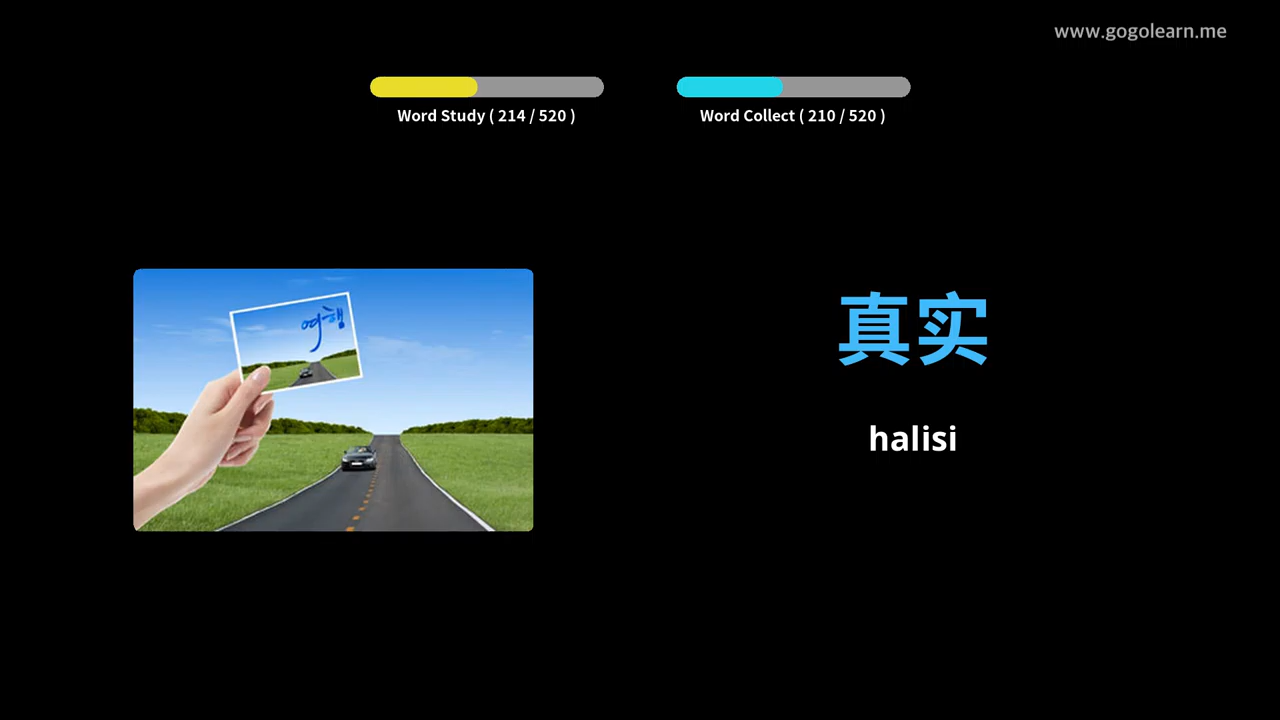 www.gogolearn.me
Word Study ( 214 / 520 )
Word Collect ( 210 / 520 )
여행
真实
halisi